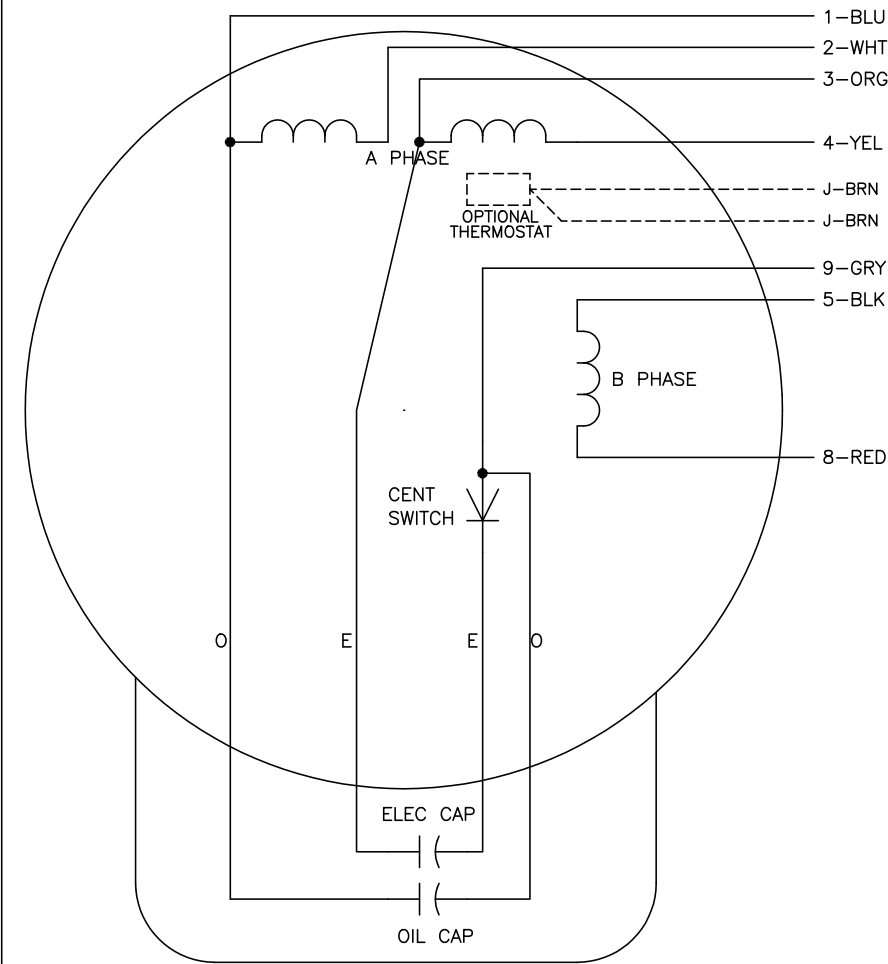 1-BLU
2-WHT
3-ORG
4-YEL
A PHASE
J-BRN
OPTIONAL
THERMOSTAT
J-BRN
9-GRY
5-BLK
B PHASE
8-RED
CENT
SWITCH
O
E
E
O
ELEC CAP
OIL CAP